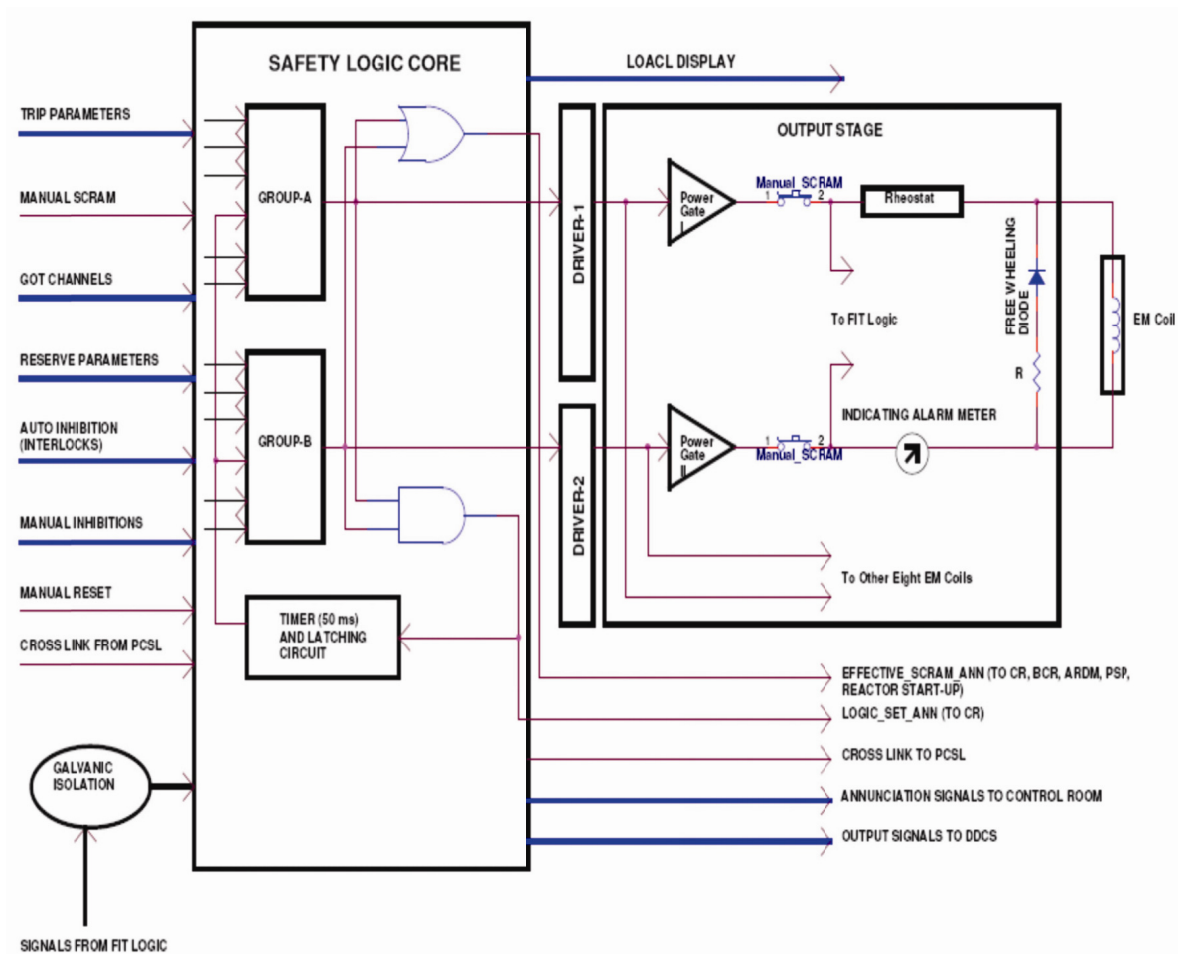 SAFETY LOGIC CORE
LOACL DISPLAY
TRIP PARAMETERS
MANUAL SCRAM
GOT CHANNELS
RESERVE PARAMETERS
AUTO INHIBITION
(INTERLOCKS)
MANUAL INHIBITIONS
MANUAL RESET
CROSS LINK FROM PCSL
GALVANIC
ISOLATION
SIGNALS FROM FIT LOGIC
GROUP-A
GROUP-B
TIMER (50 ms)
AND LATCHING
CIRCUIT
DRIVER-1
DRIVER-2
OUTPUT STAGE
Power
Gate
I
Manual_SCRAM
1 2
Rheostat
To FIT Logic
FREE WHEELING
DIODE
R
EM Coil
INDICATING ALARM METER
Power
Gate
II
1 2
Manual_SCRAM
To Other Eight EM Coils
EFFECTIVE_SCRAM_ANN (TO CR, BCR, ARDM, PSP,
REACTOR START-UP)
LOGIC_SET_ANN (TO CR)
CROSS LINK TO PCSL
ANNUNCIATION SIGNALS TO CONTROL ROOM
OUTPUT SIGNALS TO DDCS